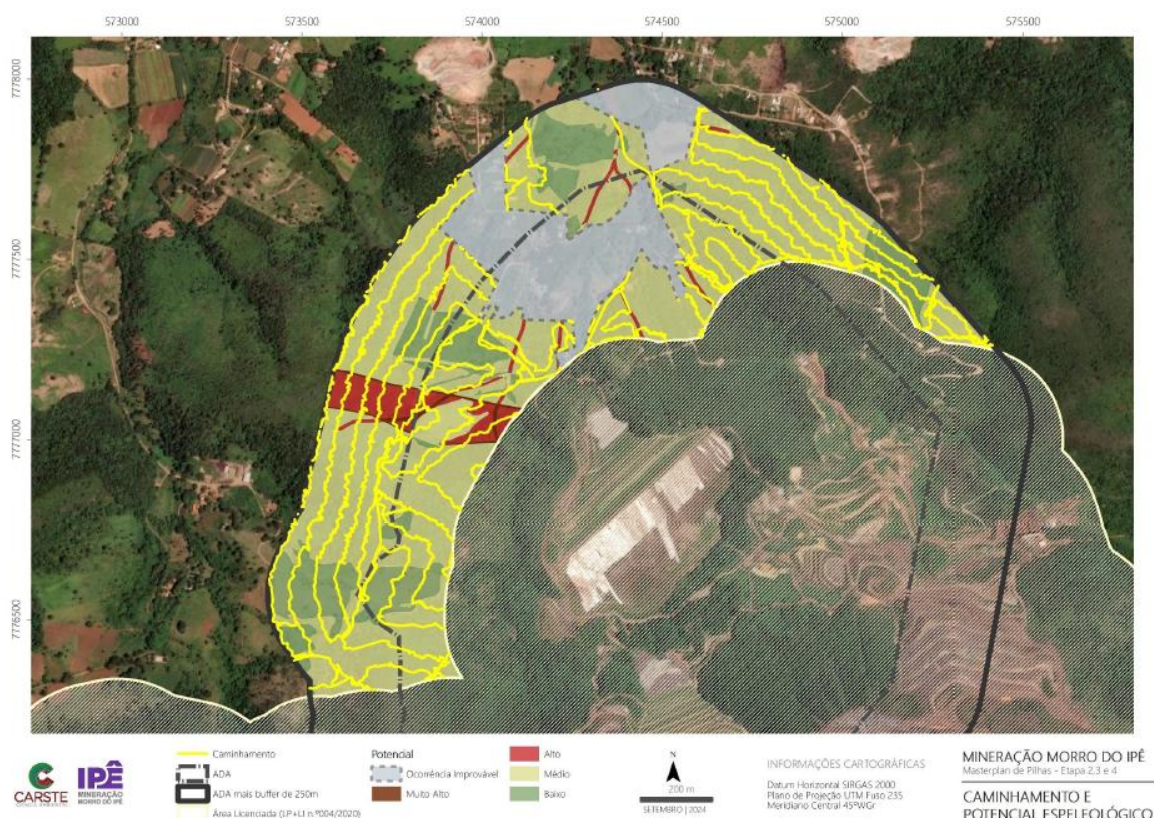 573000 573500 574000 574500 575000 575500
7778000
7777500
7777000
7776500
CARSTE
IPÊ
MINERAÇÃO
MORRO DO IPÊ
Caminhamento
ADA
ADA mais buffer de 250m
Área Licenciada (LP+LI n.º004/2020)
Potencial
Ocorrência Improvável
Muito Alto
Alto
Médio
Baixo
N
200 m
SETEMBRO | 2024
INFORMAÇÕES CARTOGRÁFICAS
Datum Horizontal SIRGAS 2000
Plano de Projeção UTM Fuso 23S
Meridiano Central 45ºWGr
MINERAÇÃO MORRO DO IPÊ
Masterplan de Pilhas - Etapa 2,3 e 4
CAMINHAMENTO E
POTENCIAL ESPELEOLÓGICO